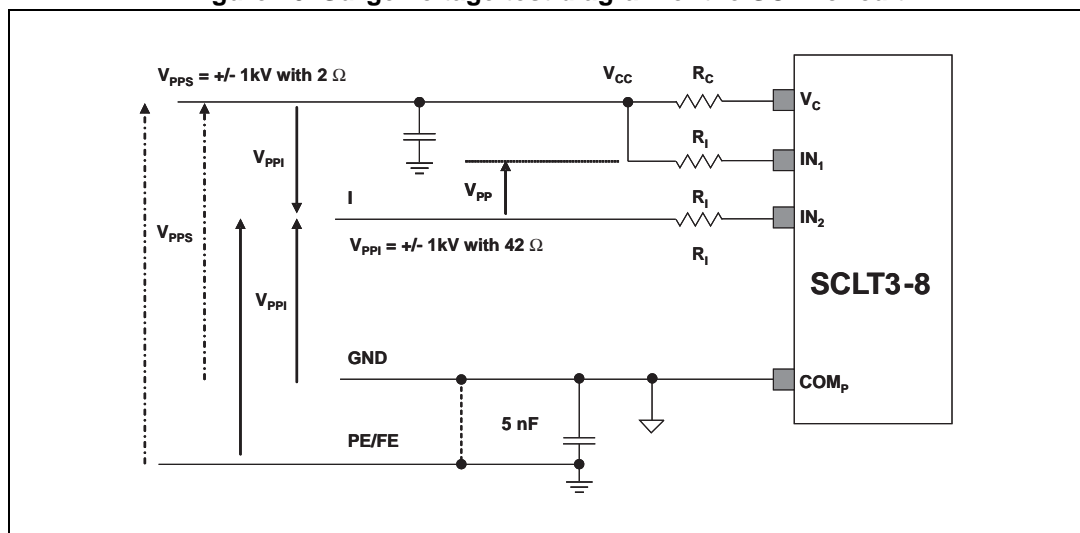 V_PPS = +/- 1kV with 2 Ω
V_CC
R_C
V_C
V_PPI
R_I
IN_1
V_PP
I
R_I
IN_2
V_PPS
V_PPI = +/- 1kV with 42 Ω
R_I
SCLT3-8
V_PPI
GND
COM_P
5 nF
PE/FE